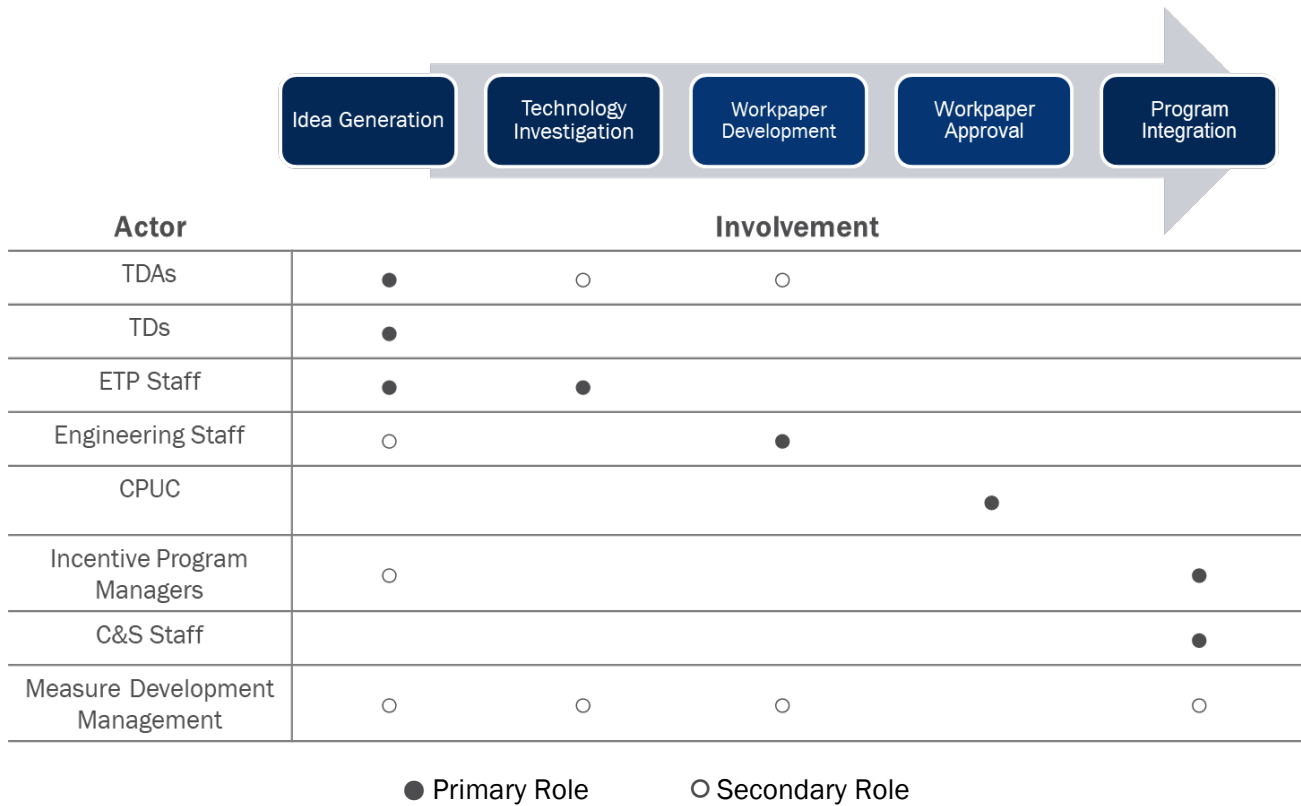 Idea Generation
Technology
Investigation
Workpaper
Development
Workpaper
Approval
Program
Integration
Actor
Involvement
TDAs
TDs
ETP Staff
Engineering Staff
CPUC
Incentive Program
Managers
C&S Staff
Measure Development
Management
Primary Role
Secondary Role